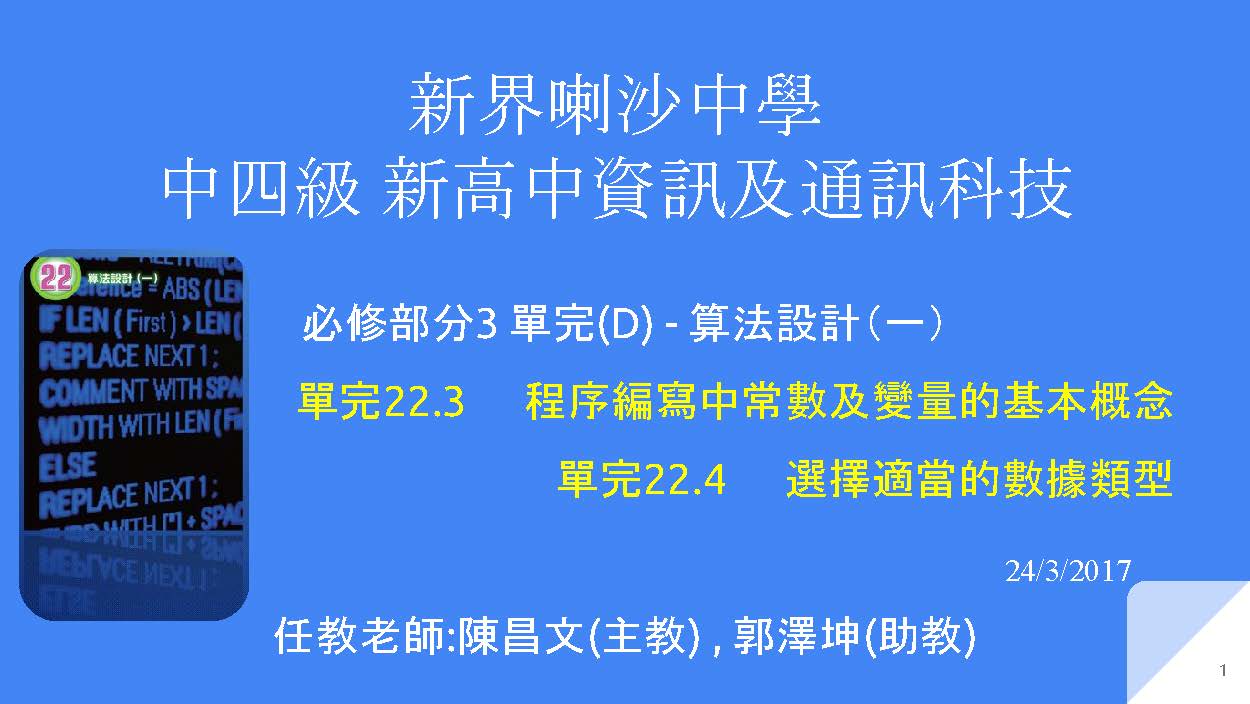 新界喇沙中學
中四級 新高中資訊及通訊科技
22 算法設計（一）
= ABS (LEN
IF LEN ( First ) > LEN (
REPLACE NEXT 1 ;
COMMENT WITH SPA
WIDTH WITH LEN ( Fi
ELSE
REPLACE NEXT 1 ;
WITH [*] + SPAC
必修部分3 單完(D) - 算法設計（一）
單完22.3 程序編寫中常數及變量的基本概念
單完22.4 選擇適當的數據類型
24/3/2017
任教老師:陳昌文(主教) , 郭澤坤(助教)
1